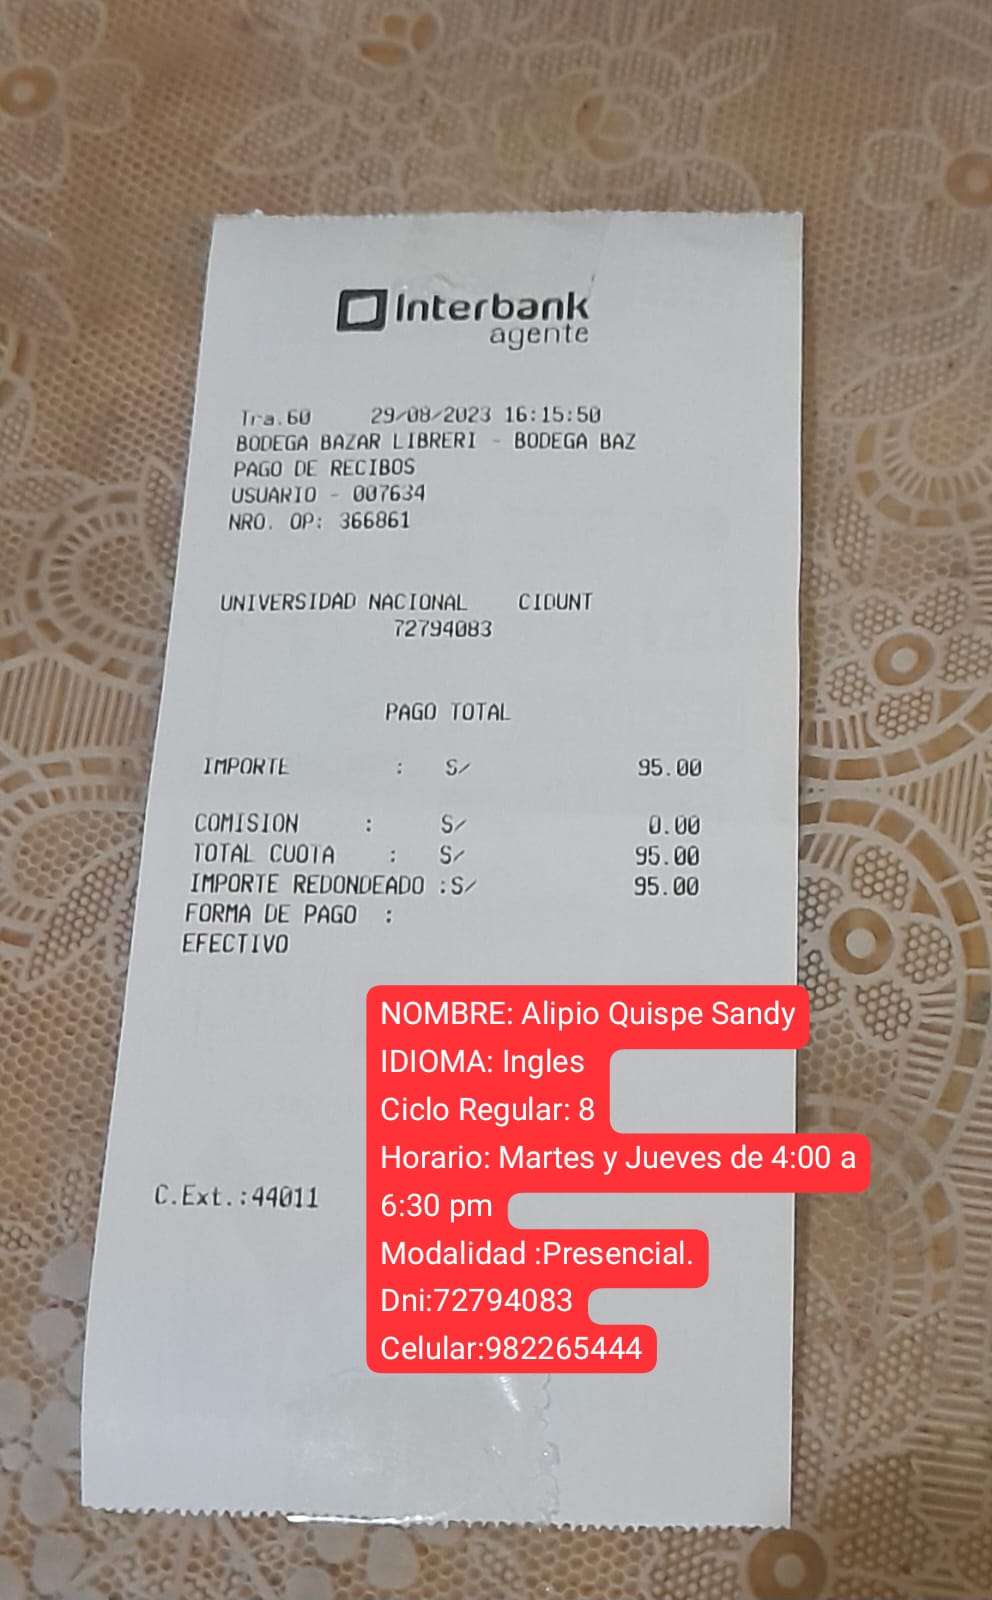 Interbank
agente
Tra.60 29/08/2023 16:15:50
BODEGA BAZAR LIBRERI - BODEGA BAZ
PAGO DE RECIBOS
USUARIO - 007634
NRO. OP: 366861
UNIVERSIDAD NACIONAL CIDUNT
72794083
PAGO TOTAL
IMPORTE : S/ 95.00
COMISION : S/ 0.00
TOTAL CUOTA : S/ 95.00
IMPORTE REDONDEADO :S/ 95.00
FORMA DE PAGO :
EFECTIVO
NOMBRE: Alipio Quispe Sandy
IDIOMA: Ingles
Ciclo Regular: 8
Horario: Martes y Jueves de 4:00 a
6:30 pm
Modalidad :Presencial.
Dni:72794083
Celular:982265444
C.Ext.:44011